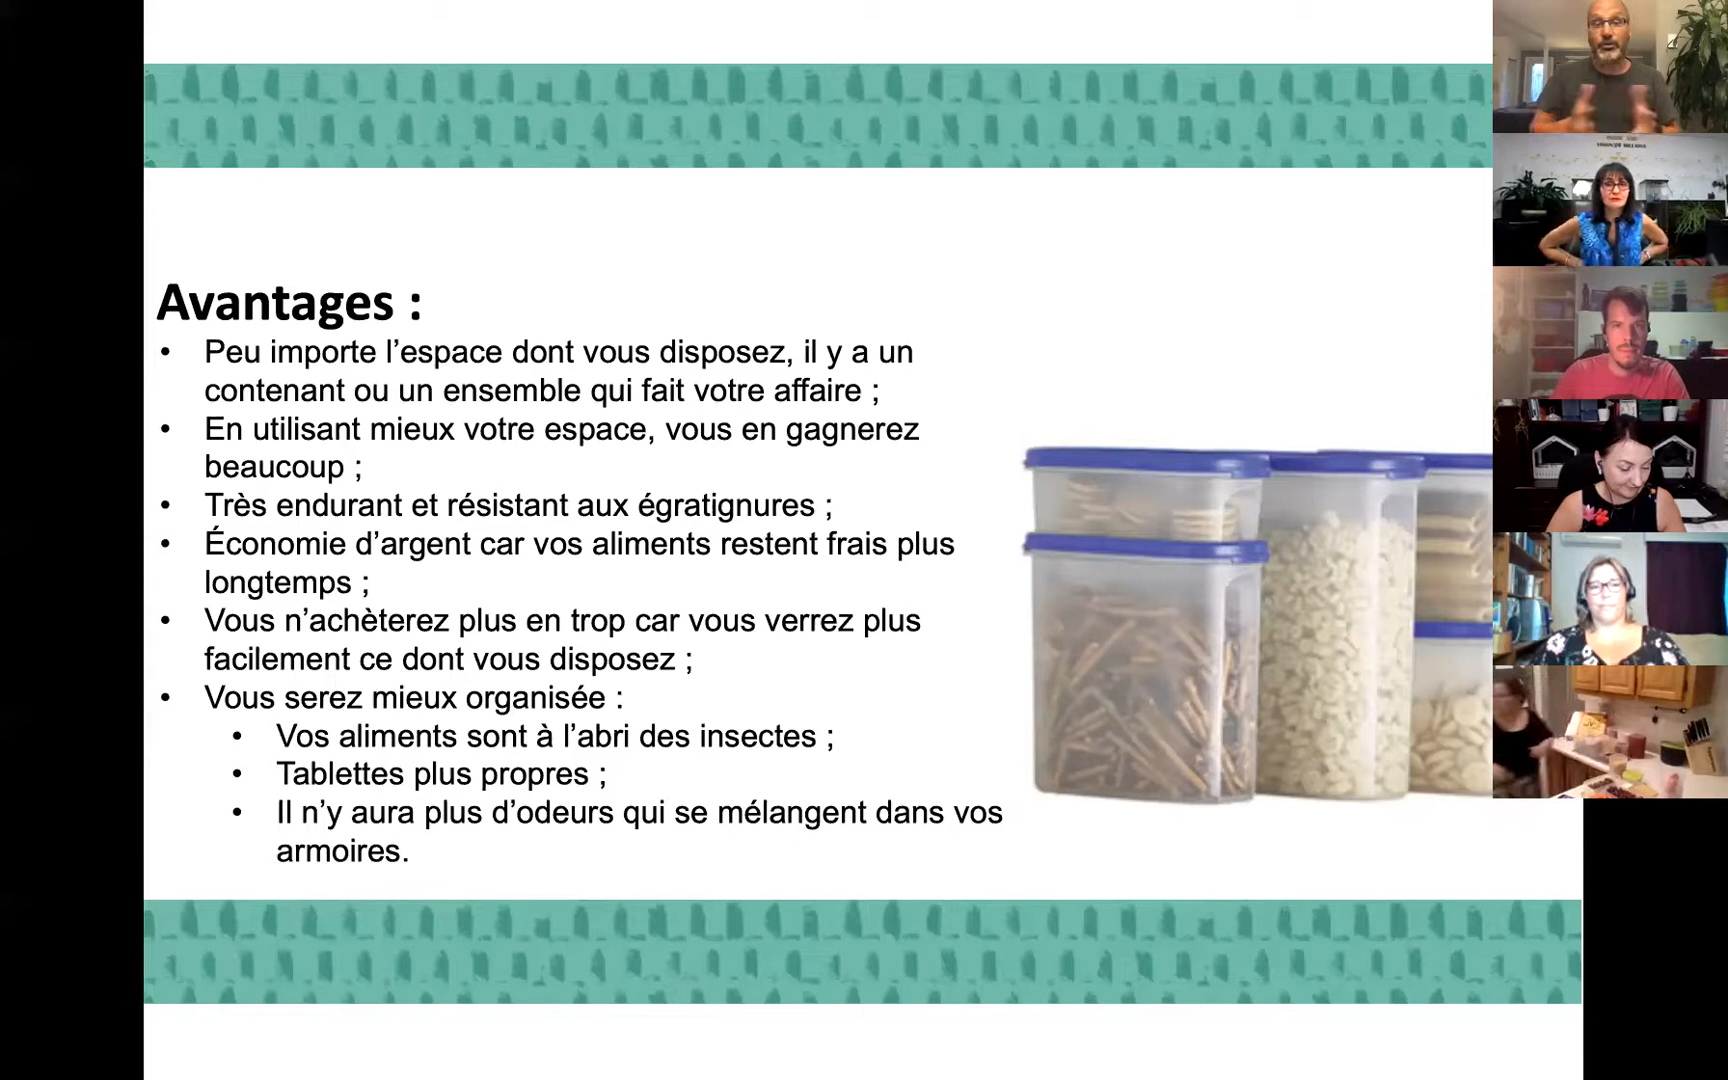 Avantages :
• Peu importe l’espace dont vous disposez, il y a un
contenant ou un ensemble qui fait votre affaire ;
• En utilisant mieux votre espace, vous en gagnerez
beaucoup ;
• Très endurant et résistant aux égratignures ;
• Économie d’argent car vos aliments restent frais plus
longtemps ;
• Vous n’achèterez plus en trop car vous verrez plus
facilement ce dont vous disposez ;
• Vous serez mieux organisée :
• Vos aliments sont à l’abri des insectes ;
• Tablettes plus propres ;
• Il n’y aura plus d’odeurs qui se mélangent dans vos
armoires.